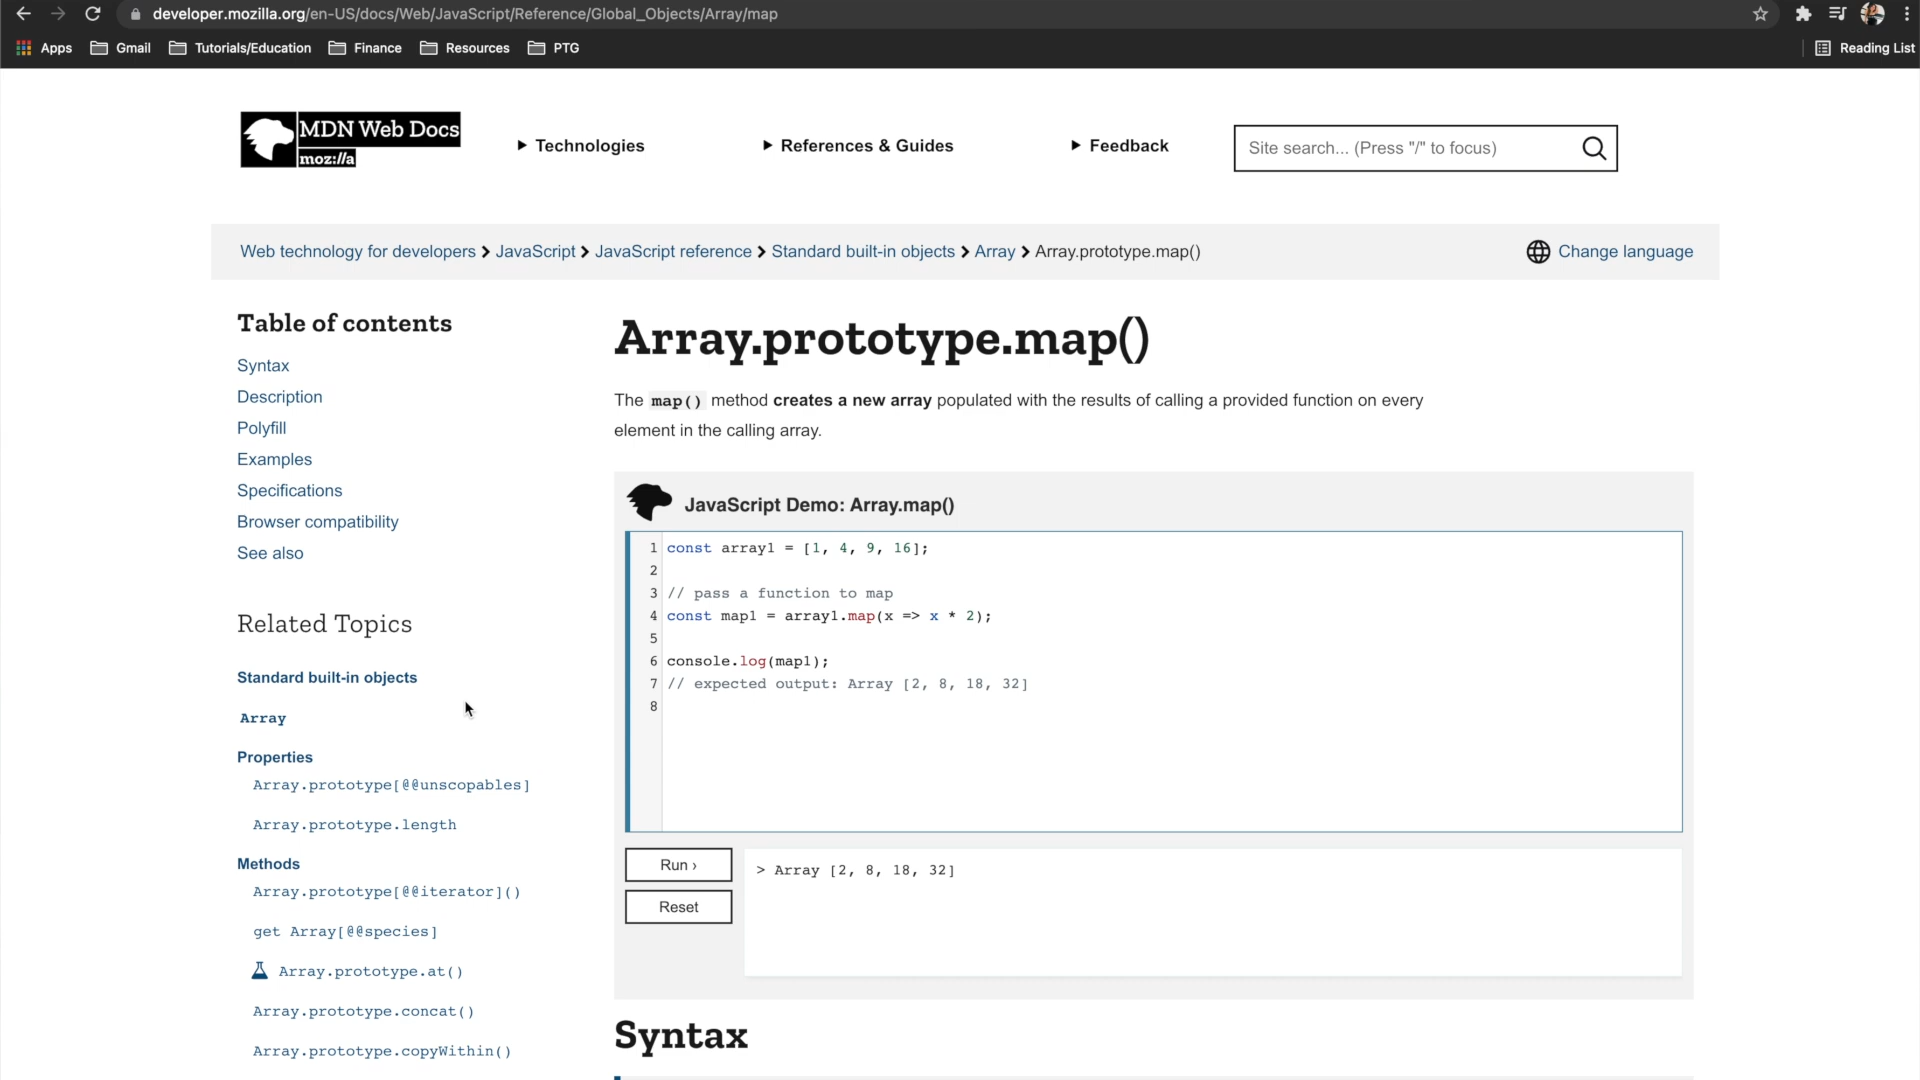 developer.mozilla.org/en-US/docs/Web/JavaScript/Reference/Global_Objects/Array/map
Apps Gmail Tutorials/Education Finance Resources PTG Reading List
MDN Web Docs
moz://a
Technologies References & Guides Feedback Site search... (Press "/" to focus)
Web technology for developers JavaScript JavaScript reference Standard built-in objects Array Array.prototype.map() Change language
Table of contents
Syntax
Description
Polyfill
Examples
Specifications
Browser compatibility
See also
Related Topics
Standard built-in objects
Array
Properties
Array.prototype[@@unscopables]
Array.prototype.length
Methods
Array.prototype[@@iterator]()
get Array[@@species]
Array.prototype.at()
Array.prototype.concat()
Array.prototype.copyWithin()
Array.prototype.map()
The map() method creates a new array populated with the results of calling a provided function on every
element in the calling array.
JavaScript Demo: Array.map()
1 const array1 = [1, 4, 9, 16];
2
3 // pass a function to map
4 const map1 = array1.map(x => x * 2);
5
6 console.log(map1);
7 // expected output: Array [2, 8, 18, 32]
8
Run ›
Reset
> Array [2, 8, 18, 32]
Syntax